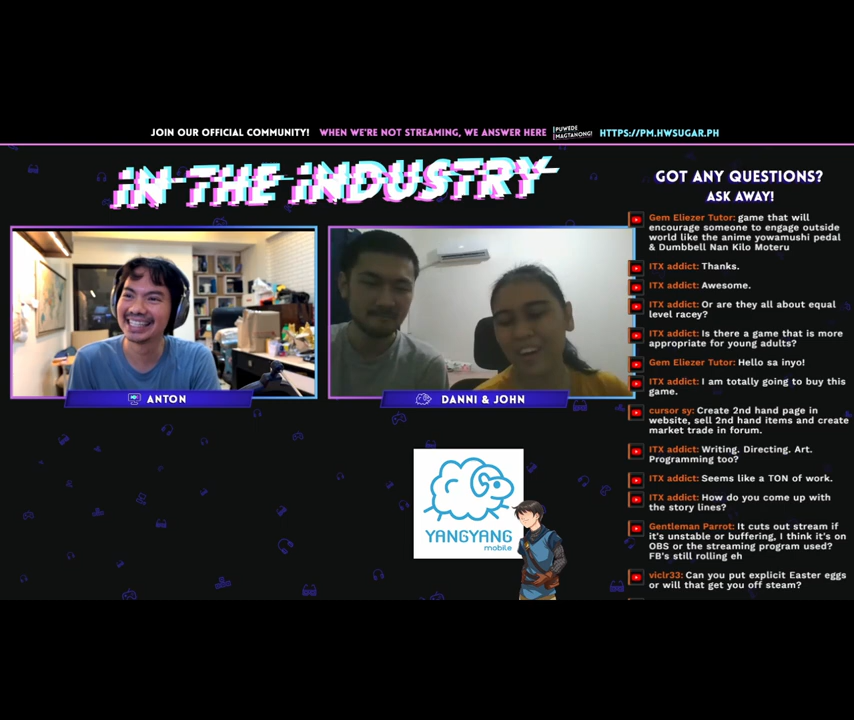 JOIN OUR OFFICIAL COMMUNITY! WHEN WE'RE NOT STREAMING, WE ANSWER HERE PUWEDE MAGTANONG! HTTPS://PM.HWSUGAR.PH
IN THE INDUSTRY
GOT ANY QUESTIONS?
ASK AWAY!
ANTON
DANNI & JOHN
YANGYANG
mobile
Gem Eliezer Tutor: game that will
encourage someone to engage outside
world like the anime yowamushi pedal
& Dumbbell Nan Kilo Moteru
ITX addict: Thanks.
ITX addict: Awesome.
ITX addict: Or are they all about equal
level racey?
ITX addict: Is there a game that is more
appropriate for young adults?
Gem Eliezer Tutor: Hello sa inyo!
ITX addict: I am totally going to buy this
game.
cursor sy: Create 2nd hand page in
website, sell 2nd hand items and create
market trade in forum.
ITX addict: Writing. Directing. Art.
Programming too?
ITX addict: Seems like a TON of work.
ITX addict: How do you come up with
the story lines?
Gentleman Parrot: It cuts out stream if
it's unstable or buffering, I think it's on
OBS or the streaming program used?
FB's still rolling eh
viclr33: Can you put explicit Easter eggs
or will that get you off steam?